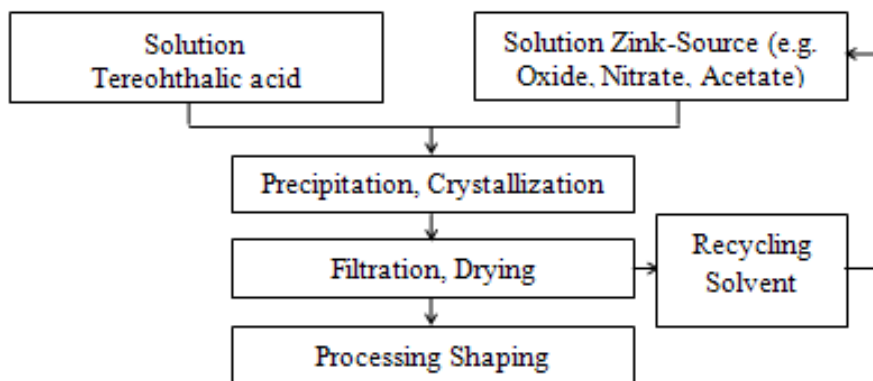 Solution
Tereohthalic acid
Solution Zink-Source (e.g.
Oxide, Nitrate, Acetate)
Precipitation, Crystallization
Filtration, Drying
Recycling
Solvent
Processing Shaping